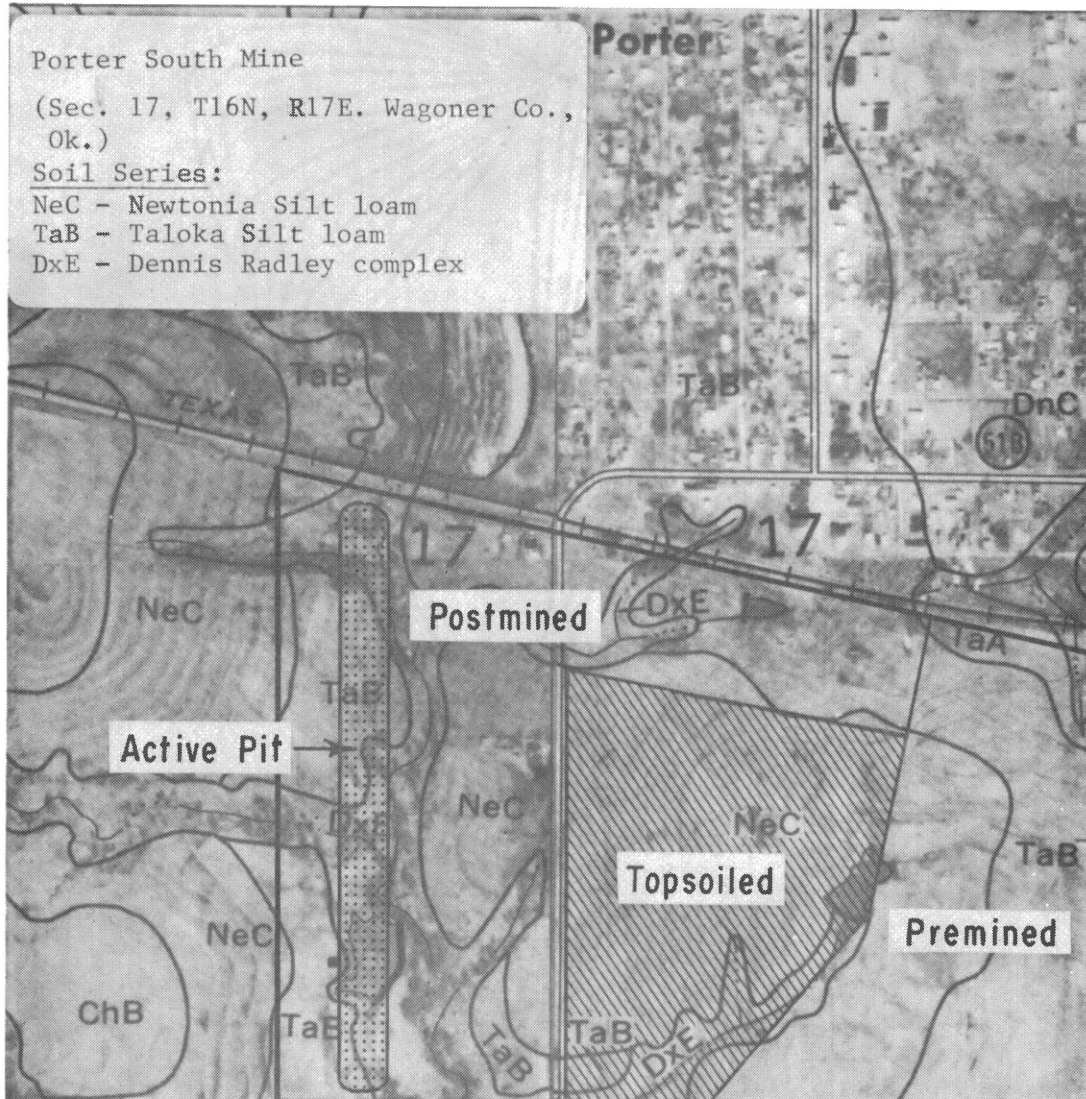 Porter South Mine
(Sec. 17, T16N, R17E. Wagoner Co.,
Ok.)
Soil Series:
NeC - Newtonia Silt loam
TaB - Taloka Silt loam
DxE - Dennis Radley complex
Porter
TaB
TEXAS
TaB
DnC
51B
17
17
NeC
Postmined
DxE
TaA
TaB
Active Pit
NeC
DxE
NeC
TaB
Topsoiled
NeC
Premined
ChB
TaB
TaB
TaB
DxE